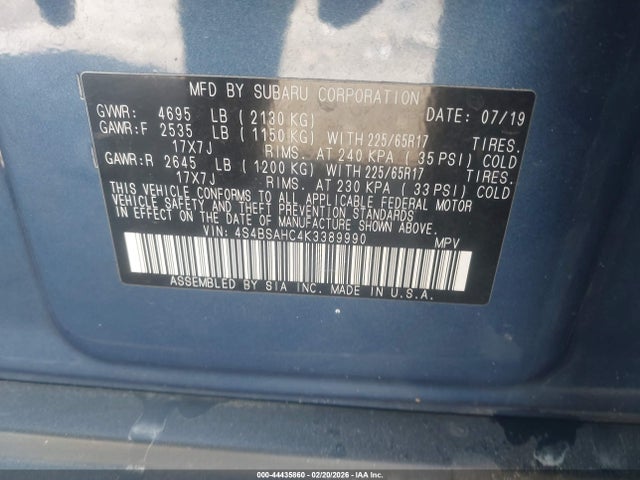 MFD BY SUBARU CORPORATION
GVWR: 4695 LB ( 2130 KG) DATE: 07/19
GAWR:F 2535 LB ( 1150 KG) WITH 225/65R17 TIRES.
17X7J RIMS. AT 240 KPA ( 35 PSI) COLD
GAWR:R 2645 LB ( 1200 KG) WITH 225/65R17 TIRES.
17X7J RIMS. AT 230 KPA ( 33 PSI) COLD
THIS VEHICLE CONFORMS TO ALL APPLICABLE FEDERAL MOTOR
VEHICLE SAFETY AND THEFT PREVENTION STANDARDS
IN EFFECT ON THE DATE OF MANUFACTURE SHOWN ABOVE.
VIN: 4S4BSAHC4K3389990 MPV
ASSEMBLED BY SIA INC. MADE IN U.S.A.
000-44435860 - 02/20/2026 - IAA Inc.